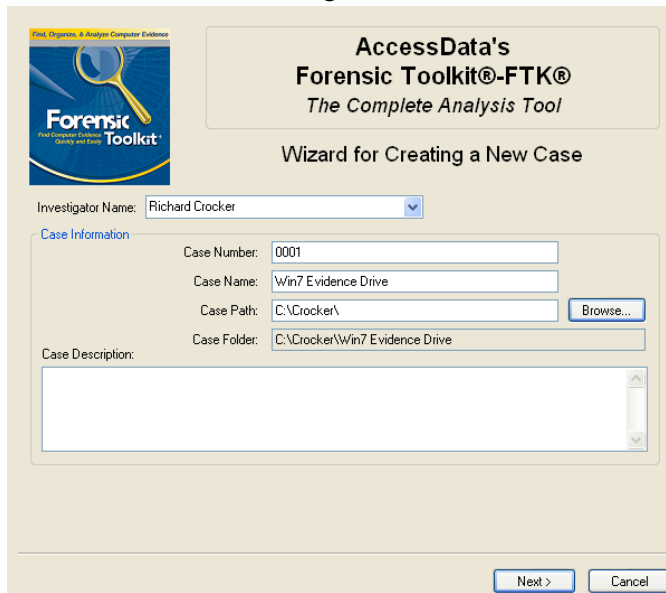 Find, Organize, & Analyze Computer Evidence
Forensic
Find Computer Evidence
Quickly and Easily
Toolkit
AccessData's
Forensic Toolkit®-FTK®
The Complete Analysis Tool
Wizard for Creating a New Case
Investigator Name: Richard Crocker
Case Information
Case Number: 0001
Case Name: Win7 Evidence Drive
Case Path: C:\Crocker\ Browse...
Case Folder: C:\Crocker\Win7 Evidence Drive
Case Description:
Next > Cancel